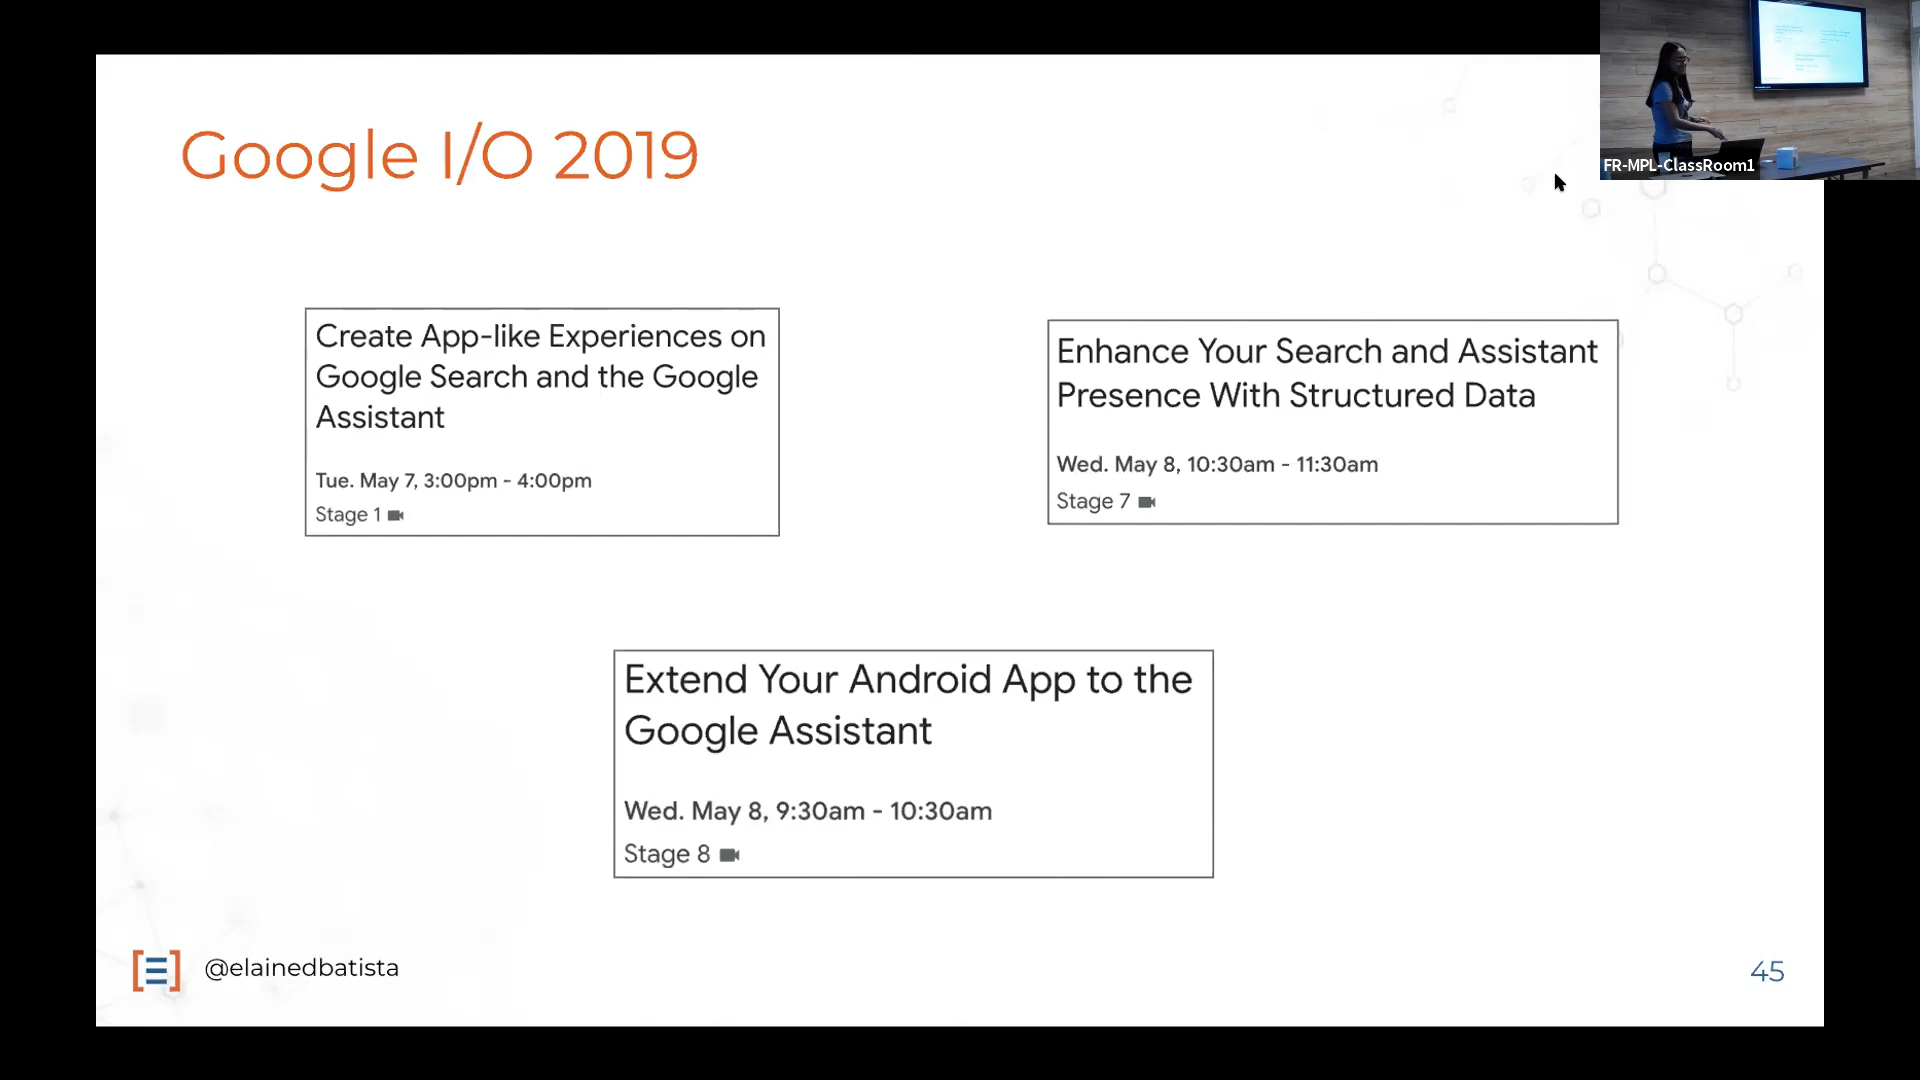 Google I/O 2019
FR-MPL-ClassRoom1
Create App-like Experiences on
Google Search and the Google
Assistant
Tue. May 7, 3:00pm - 4:00pm
Stage 1
Enhance Your Search and Assistant
Presence With Structured Data
Wed. May 8, 10:30am - 11:30am
Stage 7
Extend Your Android App to the
Google Assistant
Wed. May 8, 9:30am - 10:30am
Stage 8
@elainedbatista
45